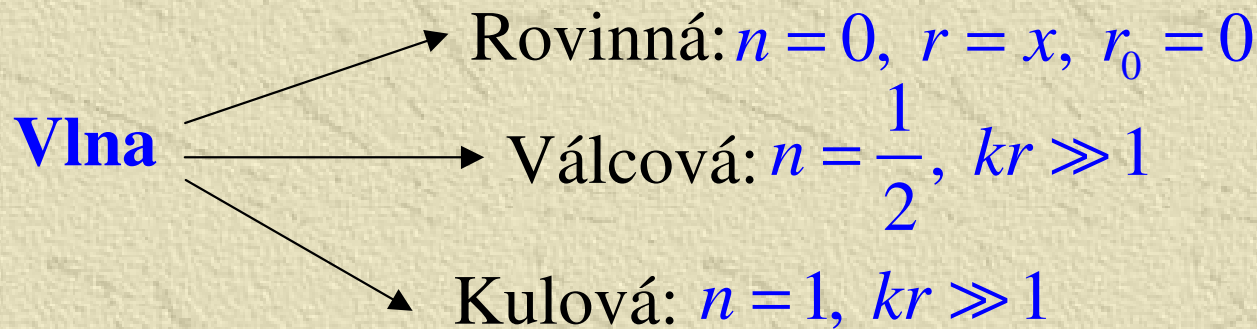 Rovinná: n = 0, r = x, r₀ = 0
Vlna
Válcová: n = 1/2, kr ≫ 1
Kulová: n = 1, kr ≫ 1